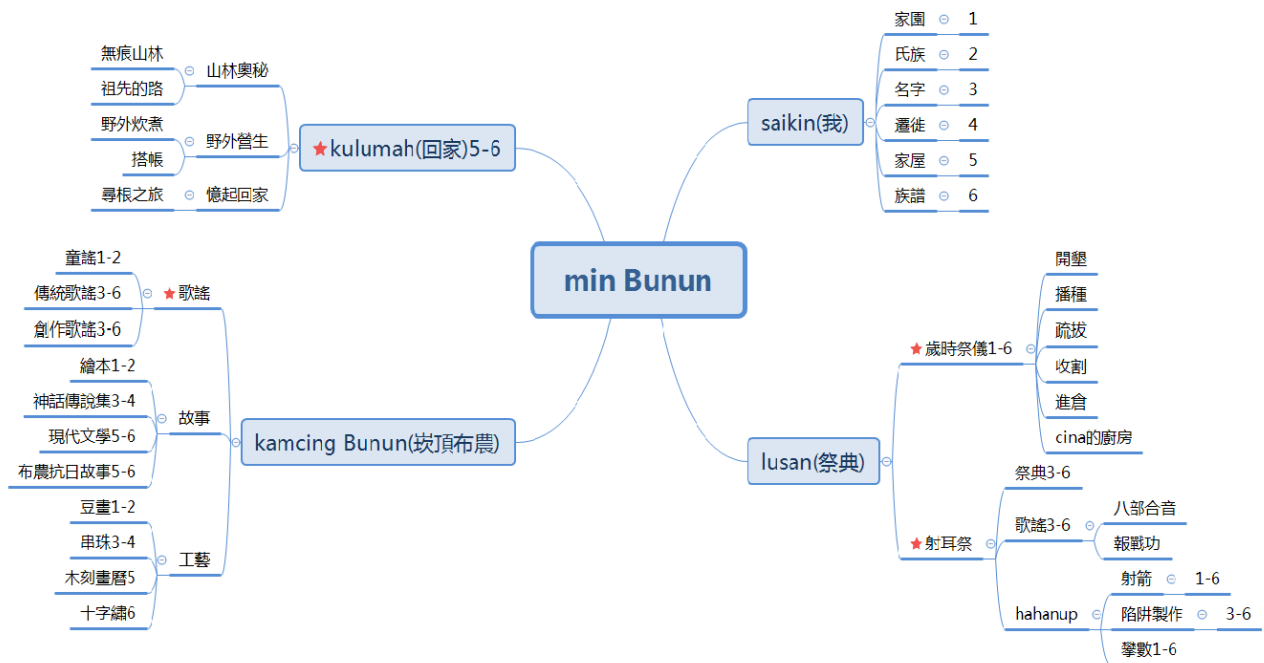 min Bunun
saikin(我)
家園 1
氏族 2
名字 3
遷徙 4
家屋 5
族譜 6
lusan(祭典)
★歲時祭儀1-6
開墾
播種
疏拔
收割
進倉
cina的廚房
★射耳祭
祭典3-6
歌謠3-6
八部合音
報戰功
hahanup
射箭 1-6
陷阱製作 3-6
攀數1-6
★kulumah(回家)5-6
山林奧秘
無痕山林
祖先的路
野外營生
野外炊煮
搭帳
憶起回家
尋根之旅
kamcing Bunun(崁頂布農)
★歌謠
童謠1-2
傳統歌謠3-6
創作歌謠3-6
故事
繪本1-2
神話傳說集3-4
現代文學5-6
布農抗日故事5-6
工藝
豆畫1-2
串珠3-4
木刻畫曆5
十字繡6